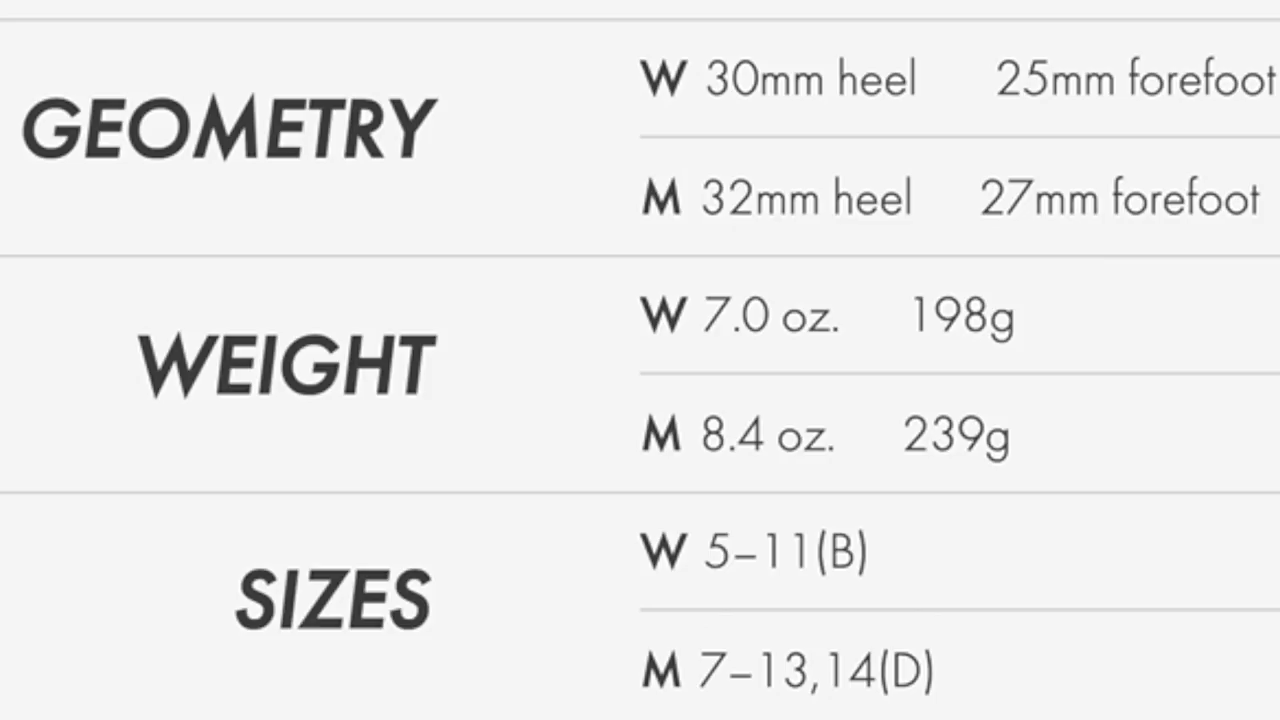 GEOMETRY
W 30mm heel 25mm forefoot
M 32mm heel 27mm forefoot
WEIGHT
W 7.0 oz. 198g
M 8.4 oz. 239g
SIZES
W 5–11(B)
M 7–13,14(D)